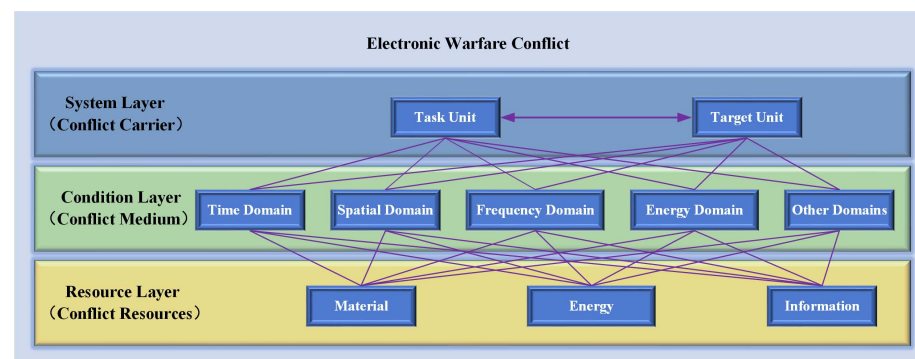 Electronic Warfare Conflict
System Layer
（Conflict Carrier）
Task Unit
Target Unit
Condition Layer
（Conflict Medium）
Time Domain
Spatial Domain
Frequency Domain
Energy Domain
Other Domains
Resource Layer
（Conflict Resources）
Material
Energy
Information